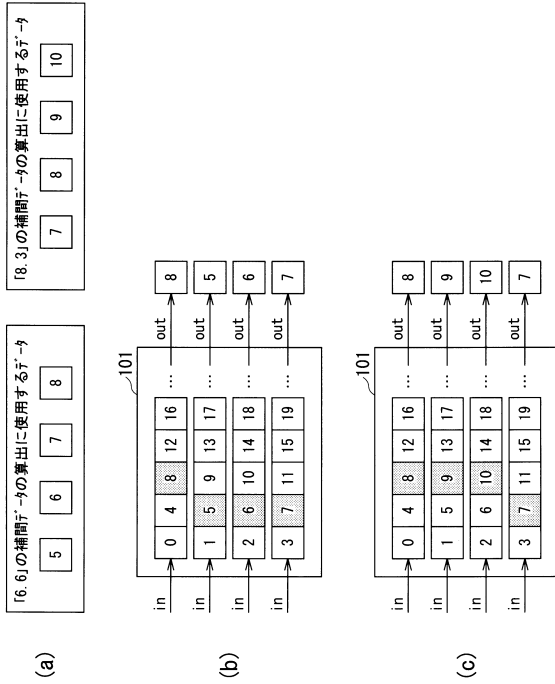 (a)
「6.6」の補間データの算出に使用するデータ
5 6 7 8
「8.3」の補間データの算出に使用するデータ
7 8 9 10
(b)
101
in 0 4 8 12 16 ... out 8
in 1 5 9 13 17 ... out 5
in 2 6 10 14 18 ... out 6
in 3 7 11 15 19 ... out 7
(c)
101
in 0 4 8 12 16 ... out 8
in 1 5 9 13 17 ... out 9
in 2 6 10 14 18 ... out 10
in 3 7 11 15 19 ... out 7